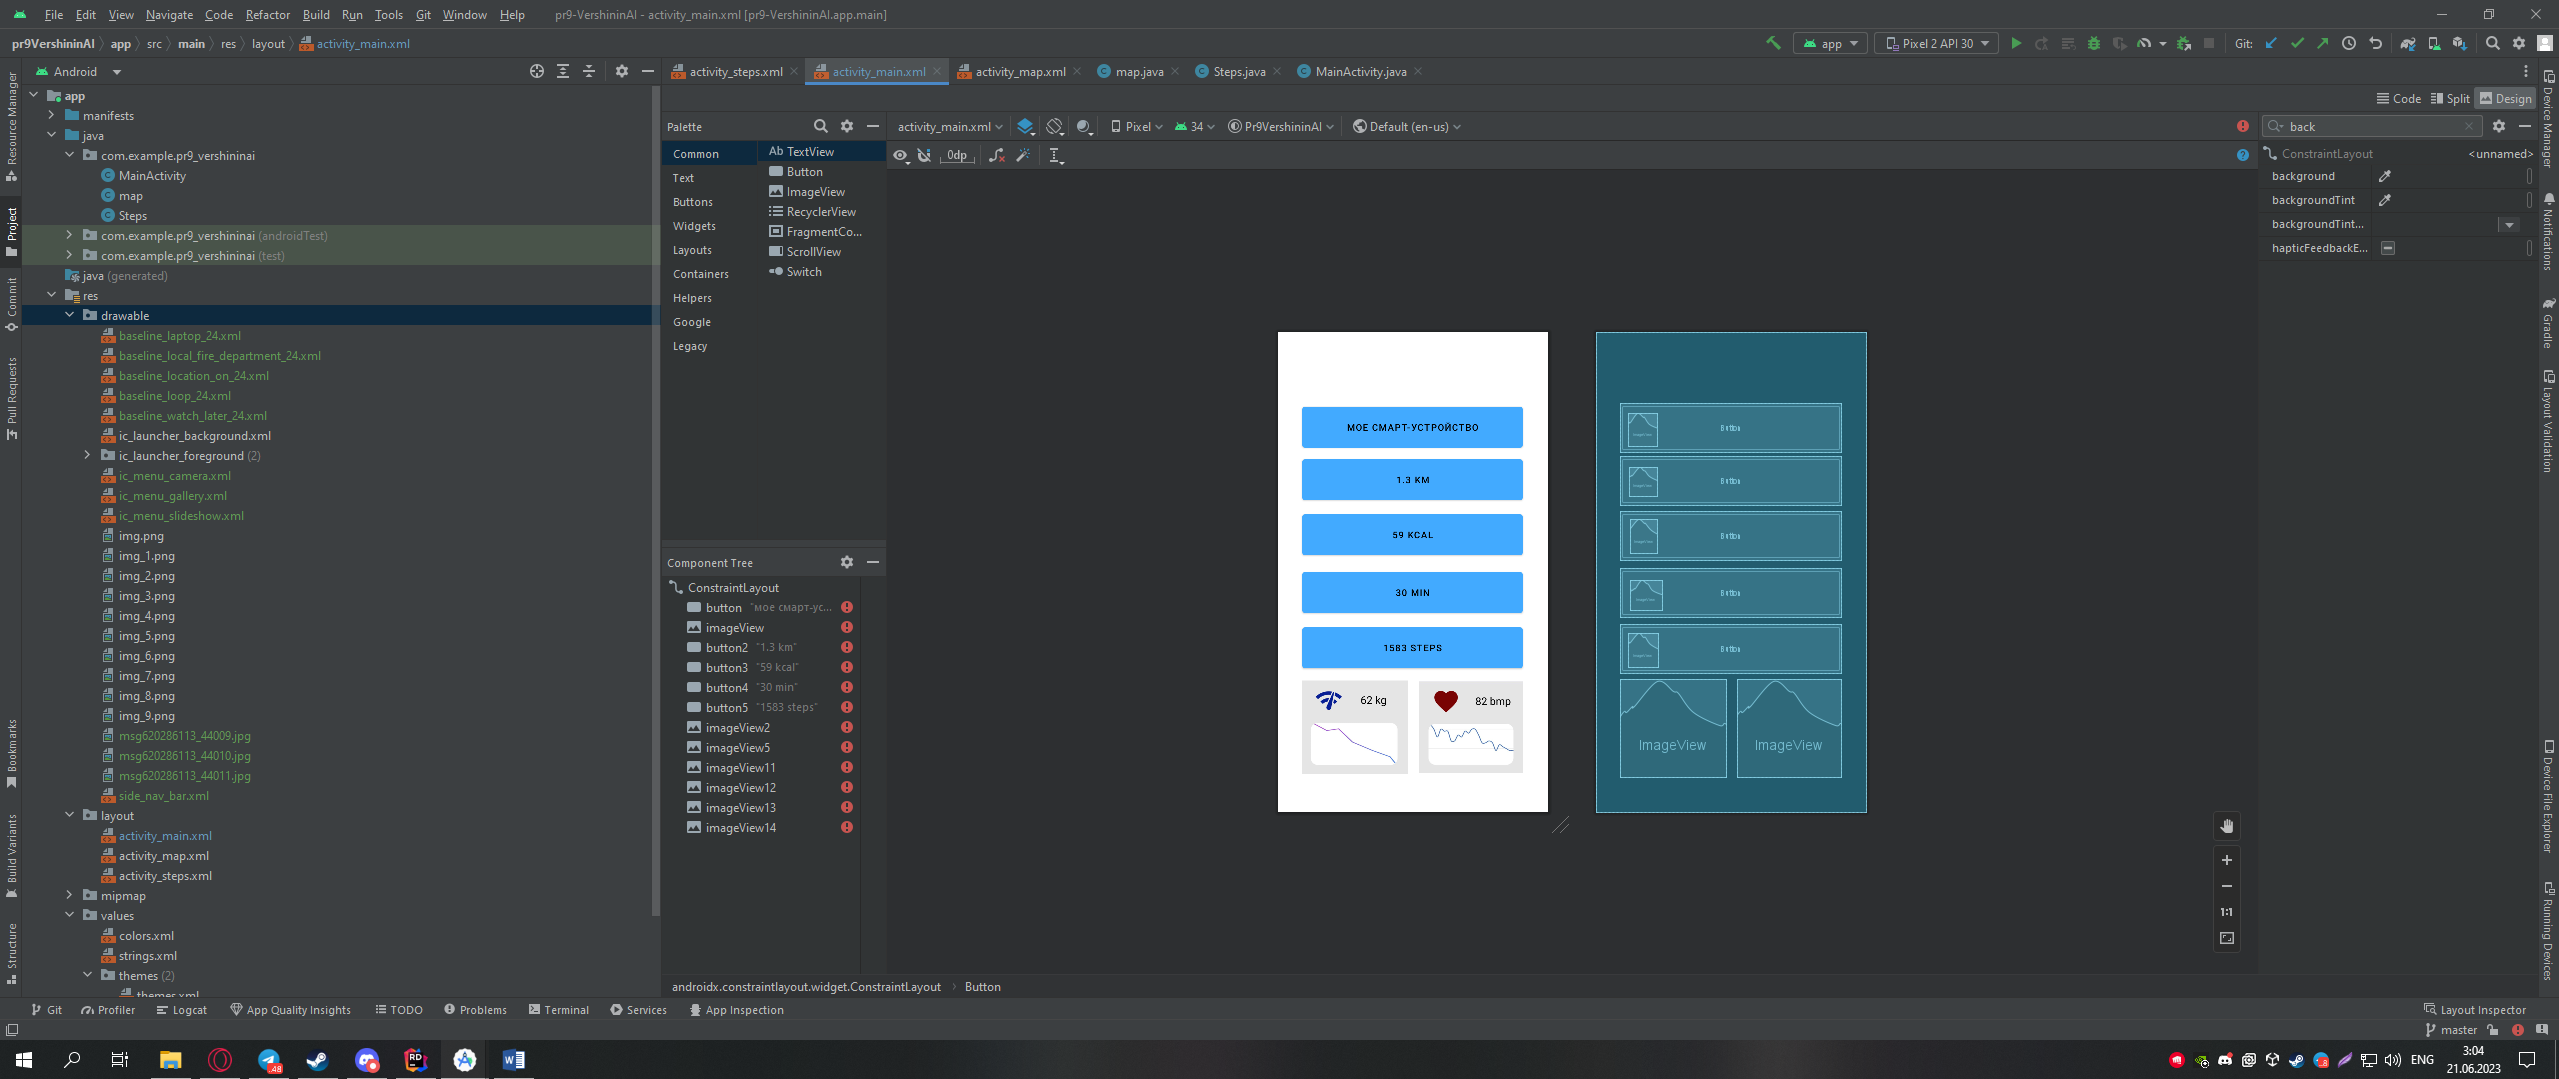 File Edit View Navigate Code Refactor Build Run Tools Git Window Help pr9-VershininAI - activity_main.xml [pr9-VershininAI.app.main]
pr9VershininAI app src main res layout activity_main.xml app Pixel 2 API 30 Git:
Android
activity_steps.xml activity_main.xml activity_map.xml map.java Steps.java MainActivity.java
Code Split Design
Resource Manager
Project
Commit
Pull Requests
Bookmarks
Build Variants
Structure
app
manifests
java
com.example.pr9_vershininai
MainActivity
map
Steps
com.example.pr9_vershininai (androidTest)
com.example.pr9_vershininai (test)
java (generated)
res
drawable
baseline_laptop_24.xml
baseline_local_fire_department_24.xml
baseline_location_on_24.xml
baseline_loop_24.xml
baseline_watch_later_24.xml
ic_launcher_background.xml
ic_launcher_foreground (2)
ic_menu_camera.xml
ic_menu_gallery.xml
ic_menu_slideshow.xml
img.png
img_1.png
img_2.png
img_3.png
img_4.png
img_5.png
img_6.png
img_7.png
img_8.png
img_9.png
msg620286113_44009.jpg
msg620286113_44010.jpg
msg620286113_44011.jpg
side_nav_bar.xml
layout
activity_main.xml
activity_map.xml
activity_steps.xml
mipmap
values
colors.xml
strings.xml
themes (2)
themes.xml
Palette
Common
Text
Buttons
Widgets
Layouts
Containers
Helpers
Google
Legacy
Ab TextView
Button
ImageView
RecyclerView
FragmentCo...
ScrollView
Switch
Component Tree
ConstraintLayout
button "мое смарт-ус...
imageView
button2 "1.3 km"
button3 "59 kcal"
button4 "30 min"
button5 "1583 steps"
imageView2
imageView5
imageView11
imageView12
imageView13
imageView14
activity_main.xml Pixel 34 Pr9VershininAI Default (en-us)
0dp
МОЕ СМАРТ-УСТРОЙСТВО
1.3 KM
59 KCAL
30 MIN
1583 STEPS
62 kg
82 bmp
Button
Button
Button
Button
Button
ImageView
ImageView
1:1
back
ConstraintLayout <unnamed>
background
backgroundTint
backgroundTint...
hapticFeedbackE...
Device Manager
Notifications
Gradle
Layout Validation
Device File Explorer
Running Devices
androidx.constraintlayout.widget.ConstraintLayout Button
Git Profiler Logcat App Quality Insights TODO Problems Terminal Services App Inspection Layout Inspector
master
ENG
3:04
21.06.2023